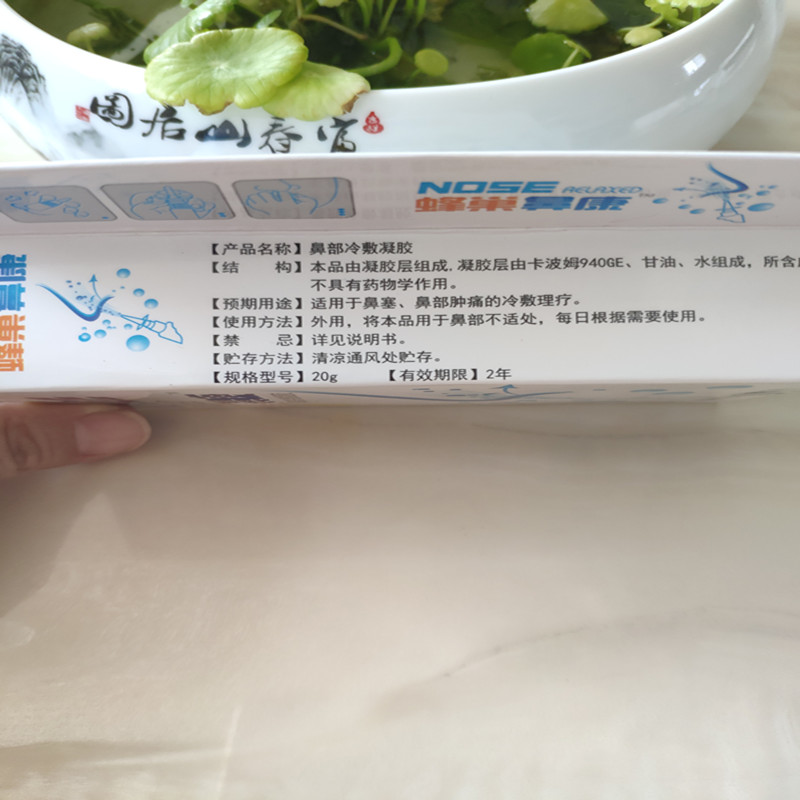 圖居山春省
NOSE RELAXED™
蜂巢鼻康
【产品名称】鼻部冷敷凝胶
【结 构】本品由凝胶层组成,凝胶层由卡波姆940GE、甘油、水组成,所含
不具有药物学作用。
【预期用途】适用于鼻塞、鼻部肿痛的冷敷理疗。
【使用方法】外用,将本品用于鼻部不适处,每日根据需要使用。
【禁 忌】详见说明书。
【贮存方法】清凉通风处贮存。
【规格型号】20g 【有效期限】2年